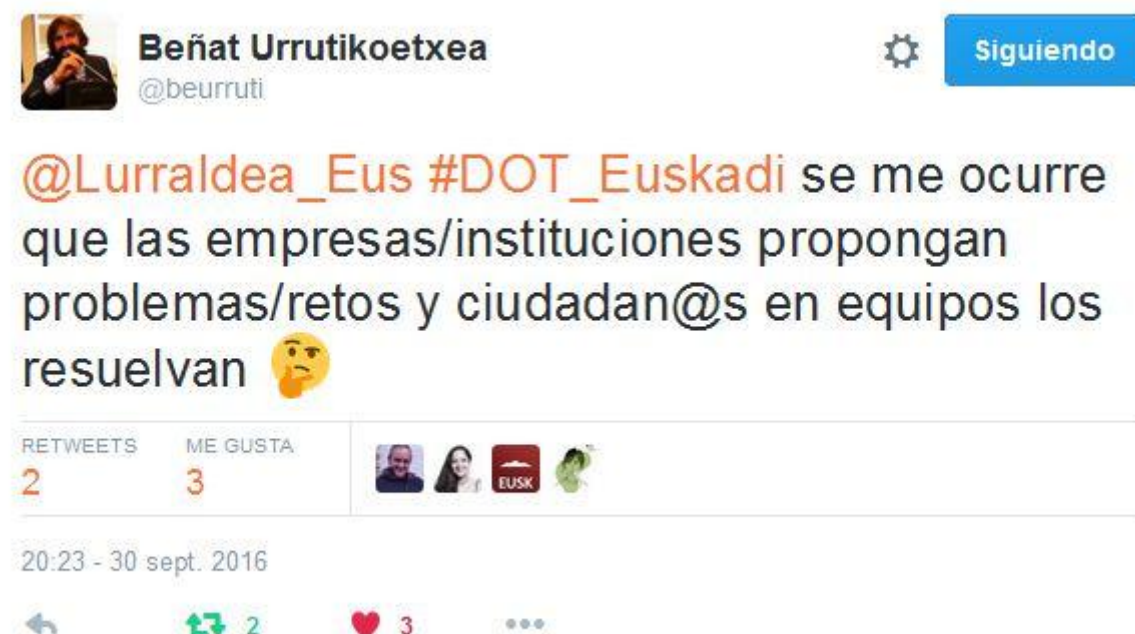 Beñat Urrutikoetxea
@beurruti
Siguiendo
@Lurraldea_Eus #DOT_Euskadi se me ocurre
que las empresas/instituciones propongan
problemas/retos y ciudadan@s en equipos los
resuelvan 🤔
RETWEETS
2
ME GUSTA
3
EUSK
20:23 - 30 sept. 2016
2
3